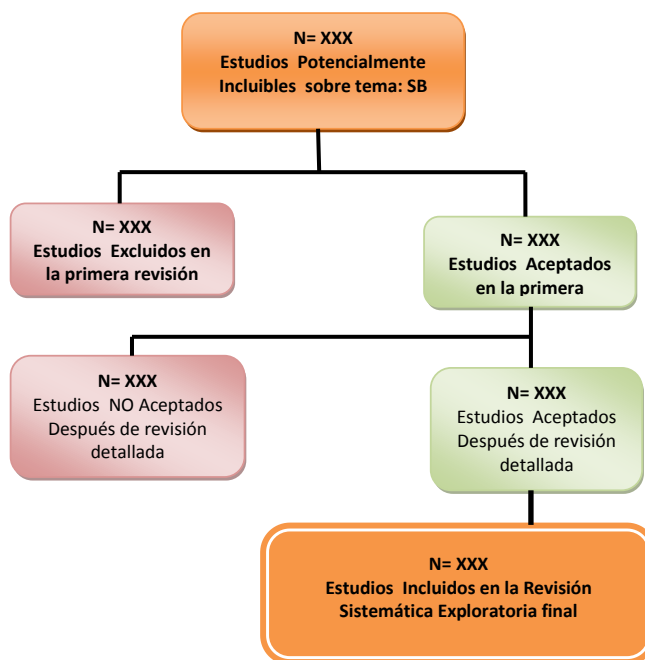 N= XXX
Estudios Potencialmente
Incluibles sobre tema: SB
N= XXX
Estudios Excluidos en
la primera revisión
N= XXX
Estudios Aceptados
en la primera
N= XXX
Estudios NO Aceptados
Después de revisión
detallada
N= XXX
Estudios Aceptados
Después de revisión
detallada
N= XXX
Estudios Incluidos en la Revisión
Sistemática Exploratoria final